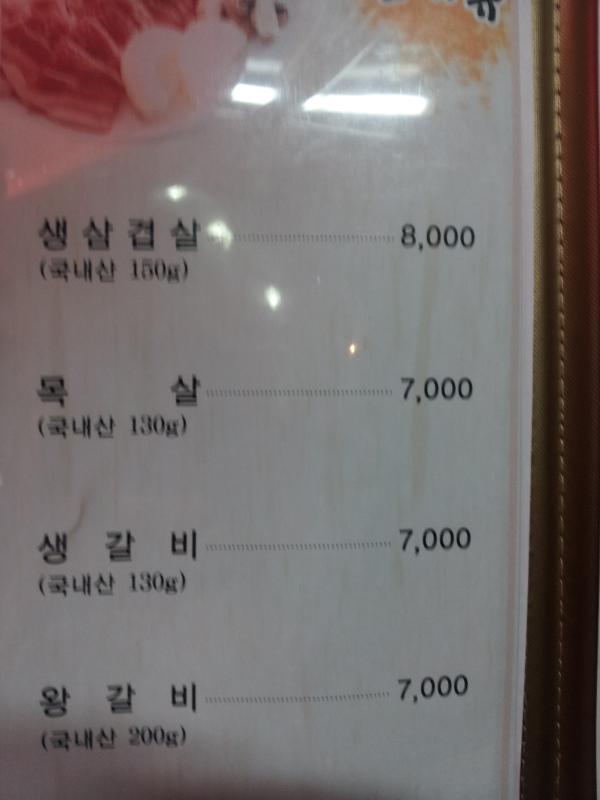 생삼겹살 8,000
(국내산 150g)
목살 7,000
(국내산 130g)
생갈비 7,000
(국내산 130g)
왕갈비 7,000
(국내산 200g)